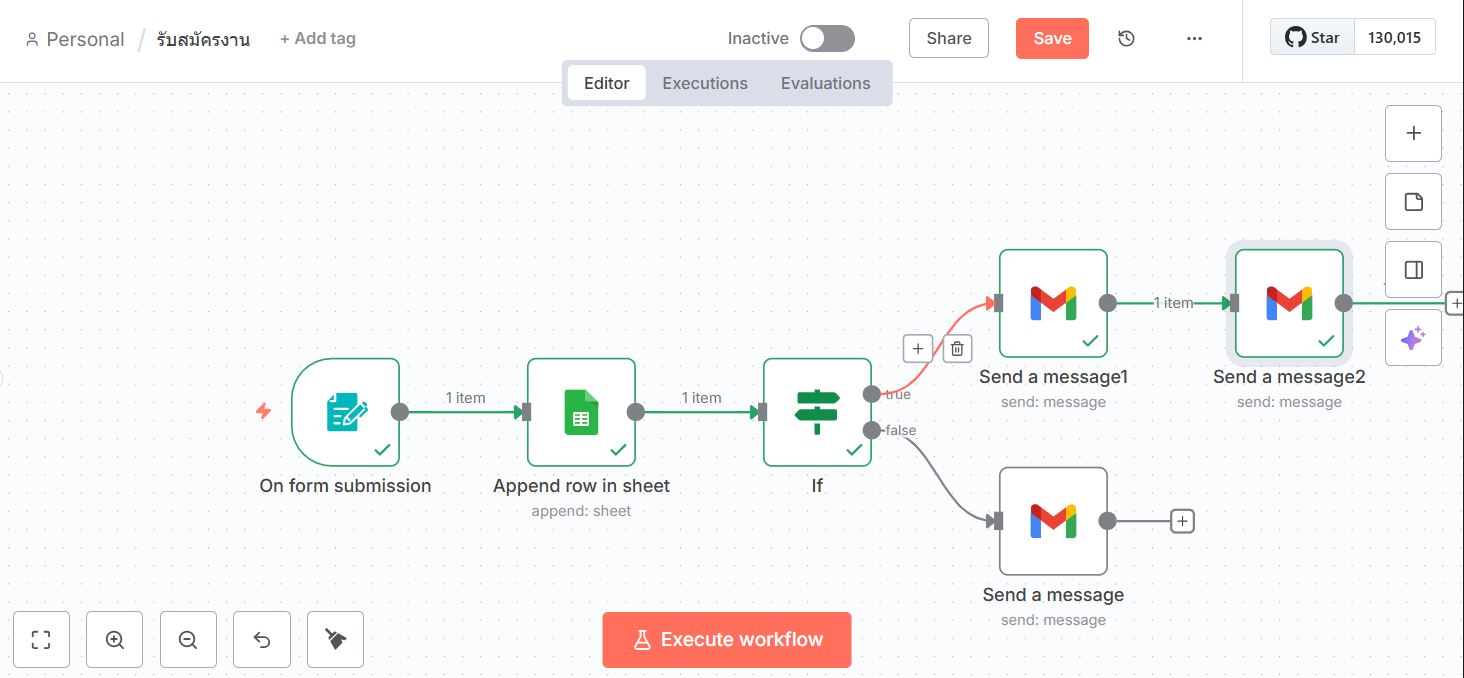 Personal / รับสมัครงาน + Add tag
Inactive
Share
Save
Star 130,015
Editor Executions Evaluations
1 item
1 item
1 item
true
false
Send a message1
send: message
Send a message2
send: message
On form submission
Append row in sheet
append: sheet
If
Send a message
send: message
Execute workflow